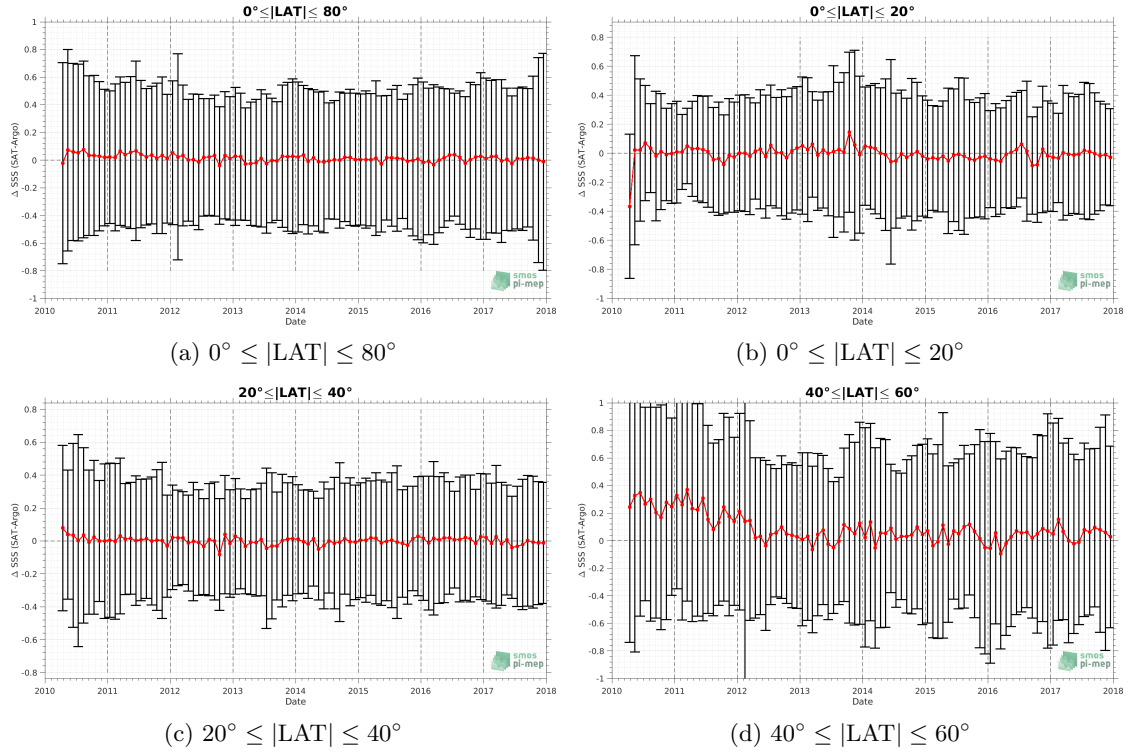 0°≤|LAT|≤ 80°
Δ SSS (SAT-Argo)
1
0.8
0.6
0.4
0.2
0
-0.2
-0.4
-0.6
-0.8
-1
2010 2011 2012 2013 2014 2015 2016 2017 2018
Date
smos
pi-mep
(a) 0° ≤ |LAT| ≤ 80°
0°≤|LAT|≤ 20°
Δ SSS (SAT-Argo)
0.8
0.6
0.4
0.2
0
-0.2
-0.4
-0.6
-0.8
-1
2010 2011 2012 2013 2014 2015 2016 2017 2018
Date
smos
pi-mep
(b) 0° ≤ |LAT| ≤ 20°
20°≤|LAT|≤ 40°
Δ SSS (SAT-Argo)
0.8
0.6
0.4
0.2
0
-0.2
-0.4
-0.6
-0.8
2010 2011 2012 2013 2014 2015 2016 2017 2018
Date
smos
pi-mep
(c) 20° ≤ |LAT| ≤ 40°
40°≤|LAT|≤ 60°
Δ SSS (SAT-Argo)
1
0.8
0.6
0.4
0.2
0
-0.2
-0.4
-0.6
-0.8
-1
2010 2011 2012 2013 2014 2015 2016 2017 2018
Date
smos
pi-mep
(d) 40° ≤ |LAT| ≤ 60°